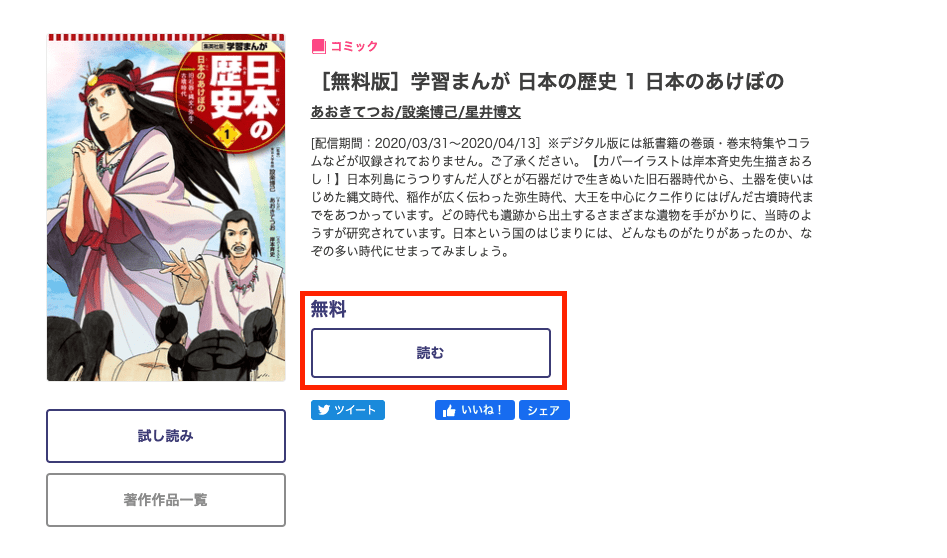 集英社版 学習まんが
日本の歴史
日本のあけぼの
旧石器・縄文・弥生・古墳時代
1
設楽博己
あおきてつお
岸本斉史
試し読み
著作作品一覧
コミック
［無料版］学習まんが 日本の歴史 1 日本のあけぼの
あおきてつお/設楽博己/星井博文
[配信期間：2020/03/31～2020/04/13］※デジタル版には紙書籍の巻頭・巻末特集やコラ
ムなどが収録されておりません。ご了承ください。【カバーイラストは岸本斉史先生描きおろ
し！】日本列島にうつりすんだ人びとが石器だけで生きぬいた旧石器時代から、土器を使いは
じめた縄文時代、稲作が広く伝わった弥生時代、大王を中心にクニ作りにはげんだ古墳時代ま
でをあつかっています。どの時代も遺跡から出土するさまざまな遺物を手がかりに、当時のよ
うすが研究されています。日本という国のはじまりには、どんなものがたりがあったのか、な
ぞの多い時代にせまってみましょう。
無料
読む
ツイート
いいね！
シェア